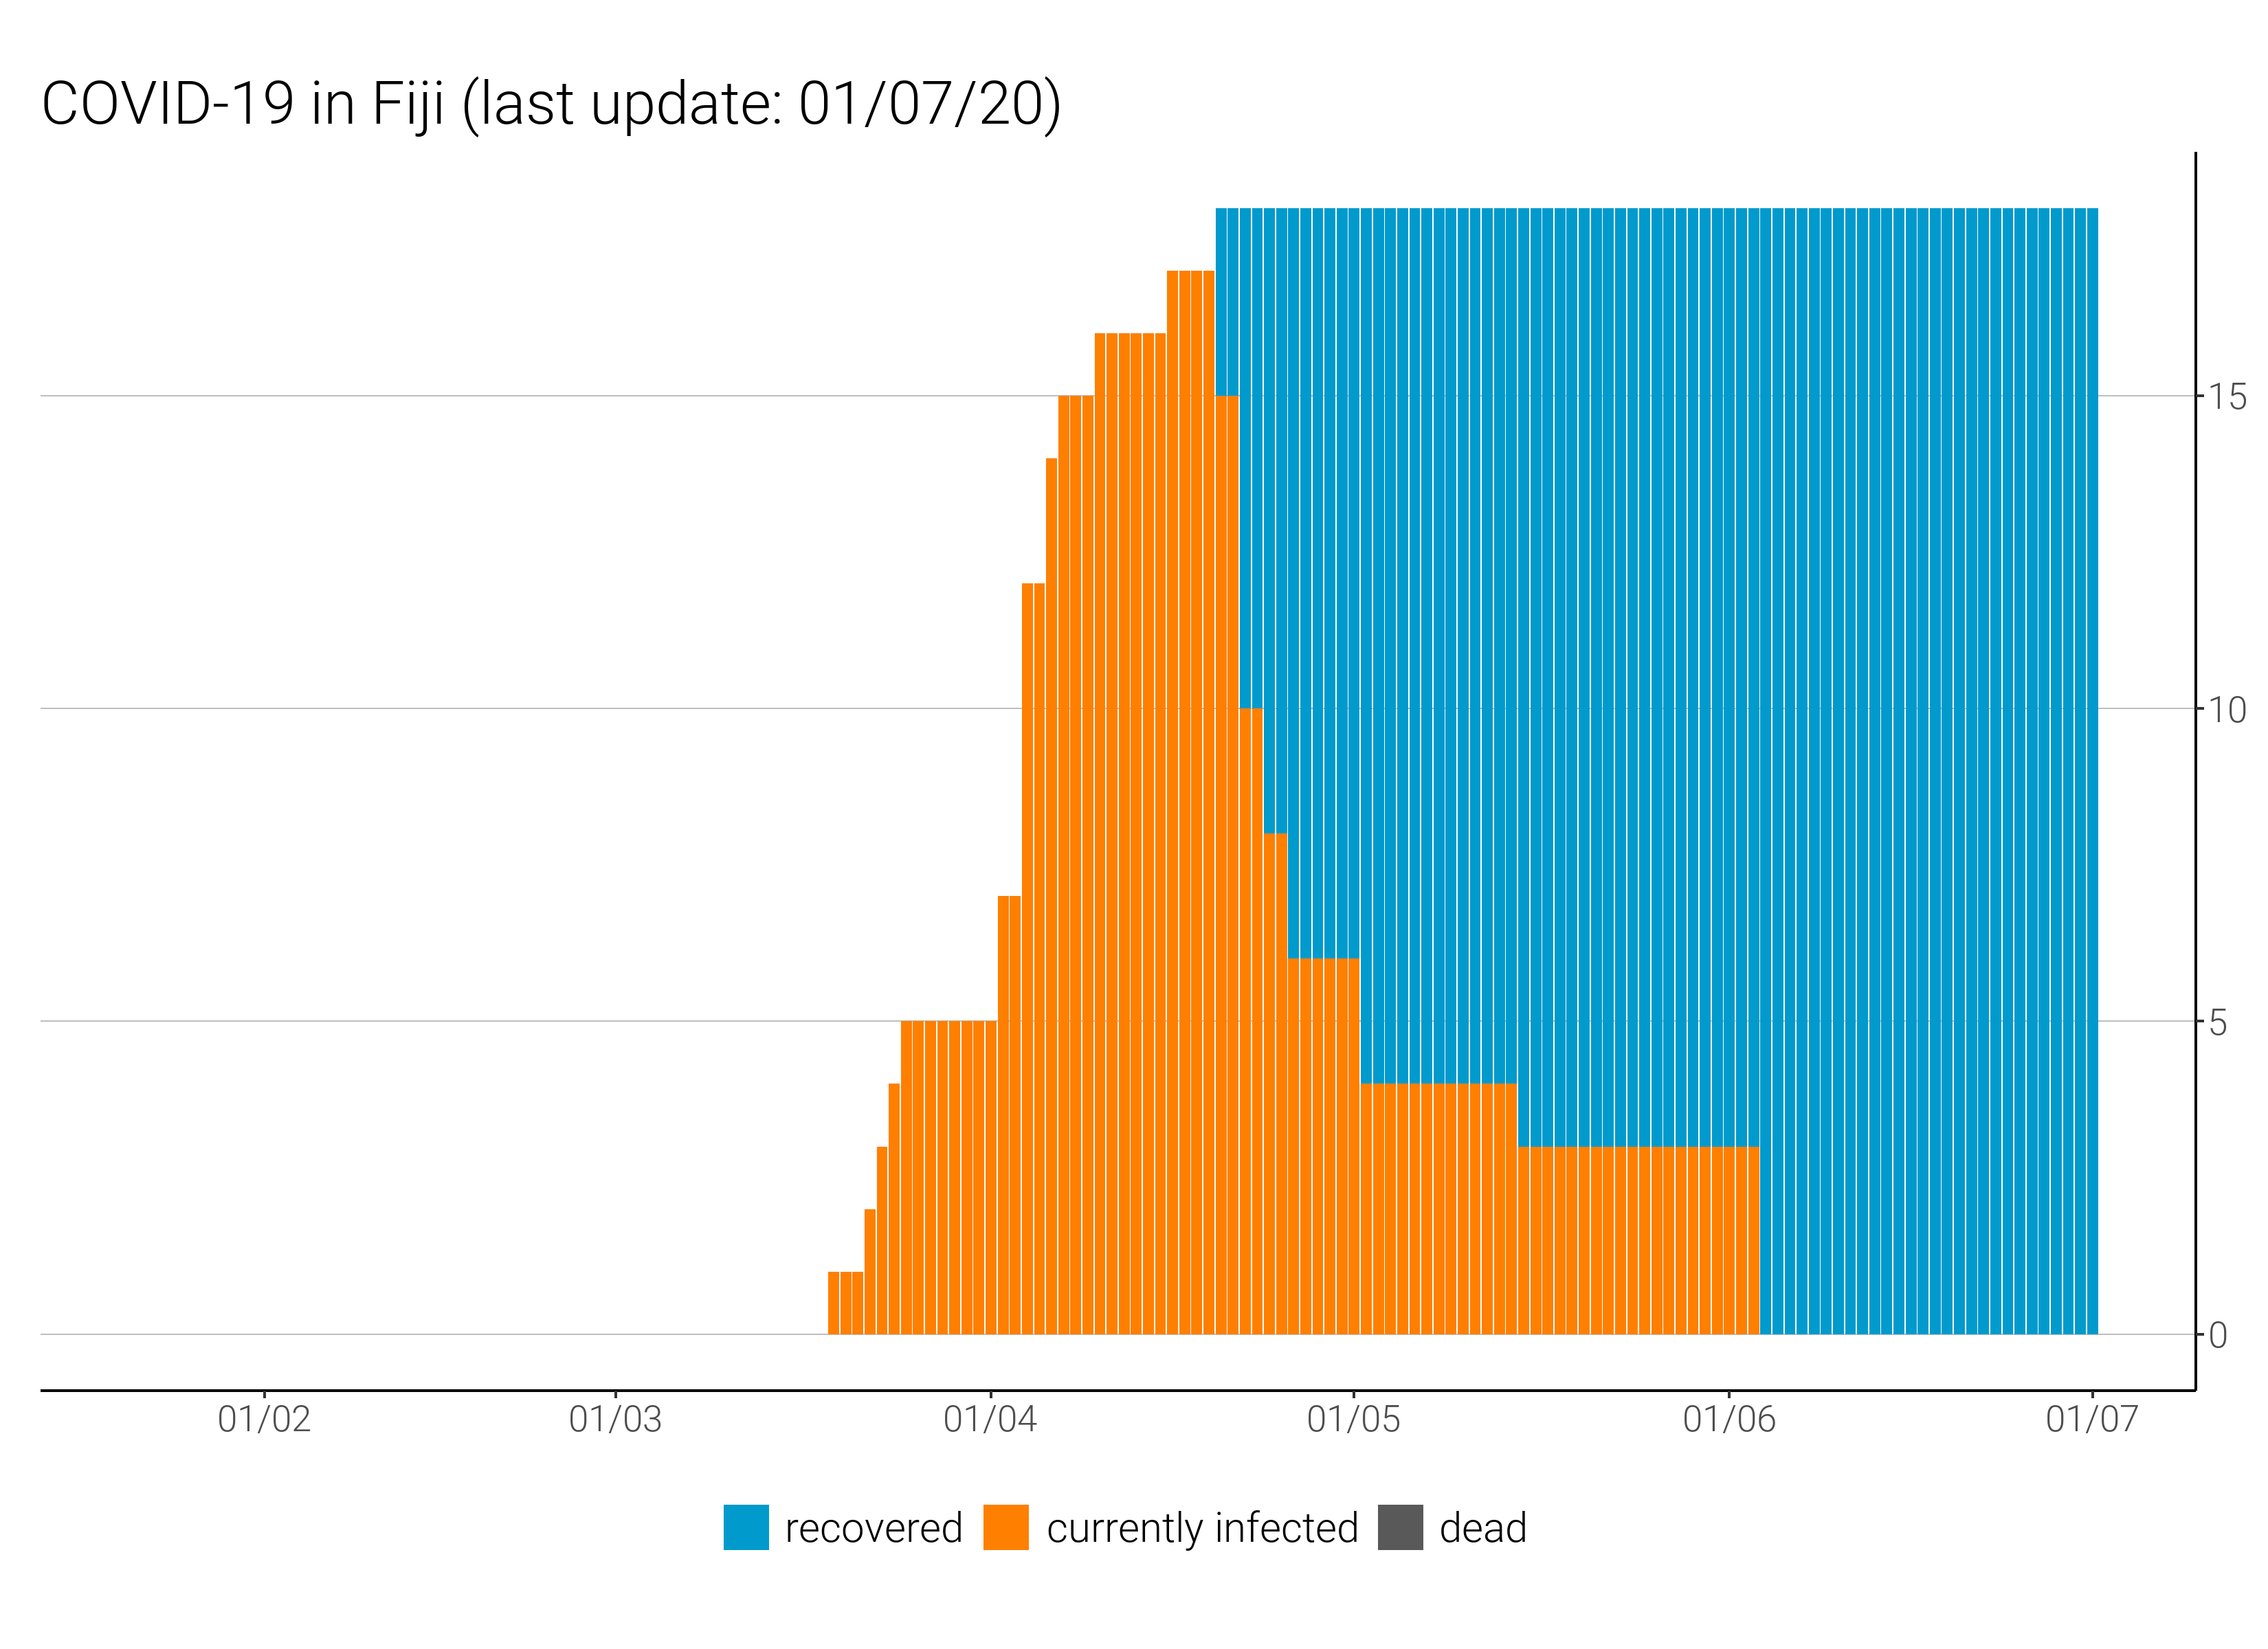 COVID-19 in Fiji (last update: 01/07/20)
15
10
5
0
01/02 01/03 01/04 01/05 01/06 01/07
recovered currently infected dead